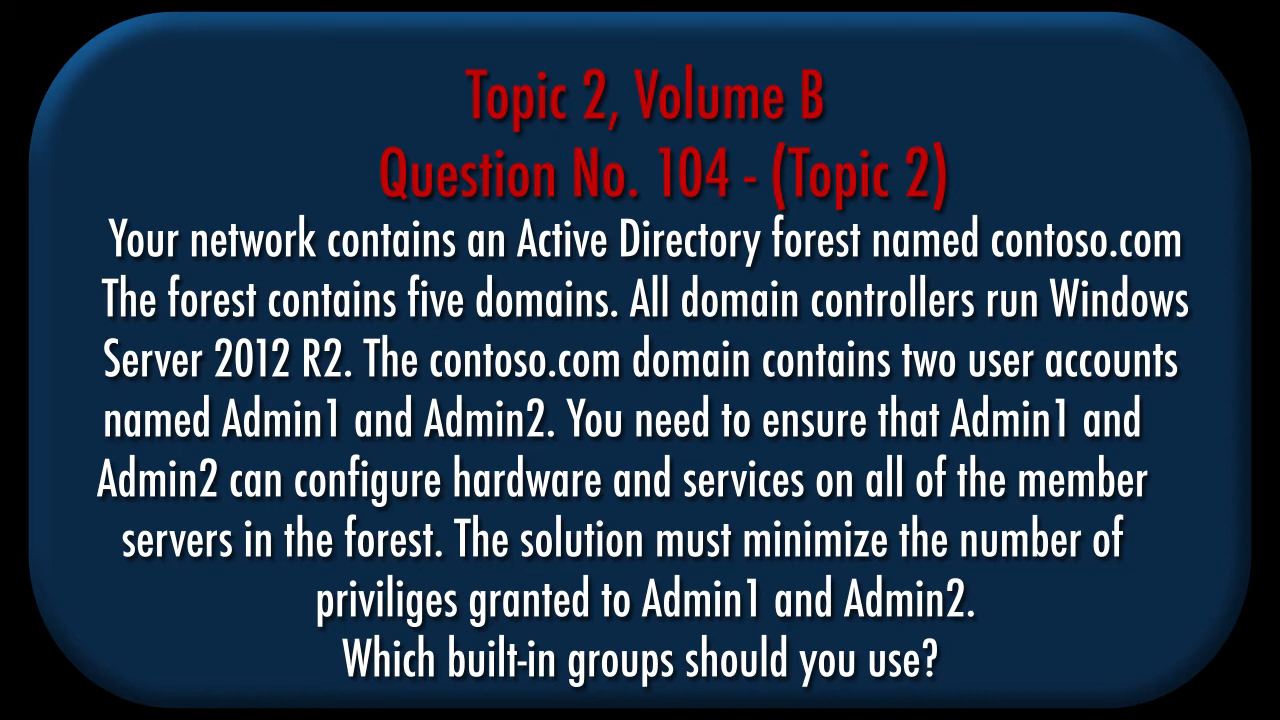 Topic 2, Volume B
Question No. 104 - (Topic 2)
Your network contains an Active Directory forest named contoso.com
The forest contains five domains. All domain controllers run Windows
Server 2012 R2. The contoso.com domain contains two user accounts
named Admin1 and Admin2. You need to ensure that Admin1 and
Admin2 can configure hardware and services on all of the member
servers in the forest. The solution must minimize the number of
priviliges granted to Admin1 and Admin2.
Which built-in groups should you use?